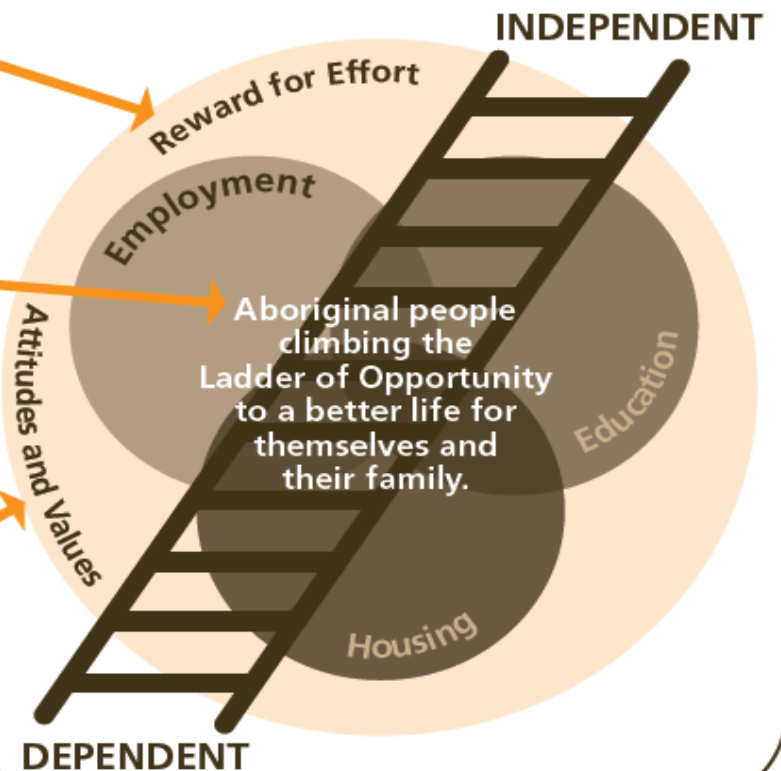 INDEPENDENT
Reward for Effort
Employment
Aboriginal people
climbing the
Ladder of Opportunity
to a better life for
themselves and
their family.
Attitudes and Values
Education
Housing
DEPENDENT